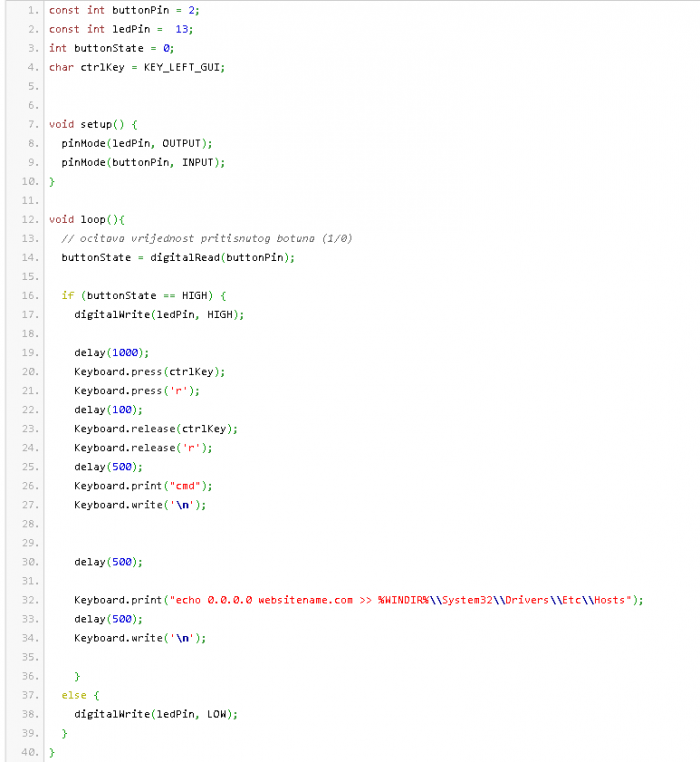 1. const int buttonPin = 2;
2. const int ledPin =  13;
3. int buttonState = 0;
4. char ctrlKey = KEY_LEFT_GUI;
5.
6.
7. void setup() {
8.   pinMode(ledPin, OUTPUT);
9.   pinMode(buttonPin, INPUT);
10. }
11.
12. void loop(){
13.   // ocitava vrijednost pritisnutog botuna (1/0)
14.   buttonState = digitalRead(buttonPin);
15.
16.   if (buttonState == HIGH) {
17.     digitalWrite(ledPin, HIGH);
18.
19.     delay(1000);
20.     Keyboard.press(ctrlKey);
21.     Keyboard.press('r');
22.     delay(100);
23.     Keyboard.release(ctrlKey);
24.     Keyboard.release('r');
25.     delay(500);
26.     Keyboard.print("cmd");
27.     Keyboard.write('\n');
28.
29.
30.     delay(500);
31.
32.     Keyboard.print("echo 0.0.0.0 websitename.com >> %WINDIR%\\System32\\Drivers\\Etc\\Hosts");
33.     delay(500);
34.     Keyboard.write('\n');
35.
36.     }
37.   else {
38.     digitalWrite(ledPin, LOW);
39.   }
40. }